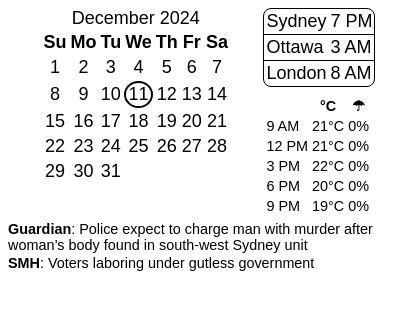 December 2024
Su Mo Tu We Th Fr Sa
1 2 3 4 5 6 7
8 9 10 11 12 13 14
15 16 17 18 19 20 21
22 23 24 25 26 27 28
29 30 31
Sydney 7 PM
Ottawa 3 AM
London 8 AM
°C ☂
9 AM 21°C 0%
12 PM 21°C 0%
3 PM 22°C 0%
6 PM 20°C 0%
9 PM 19°C 0%
Guardian: Police expect to charge man with murder after
woman’s body found in south-west Sydney unit
SMH: Voters laboring under gutless government